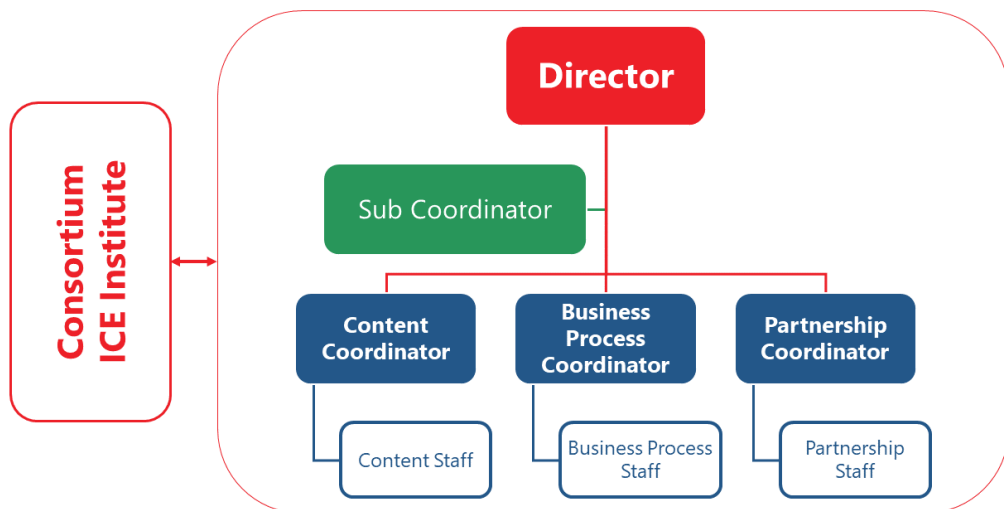 Consortium
ICE Institute
Director
Sub Coordinator
Content
Coordinator
Business
Process
Coordinator
Partnership
Coordinator
Content Staff
Business Process
Staff
Partnership
Staff